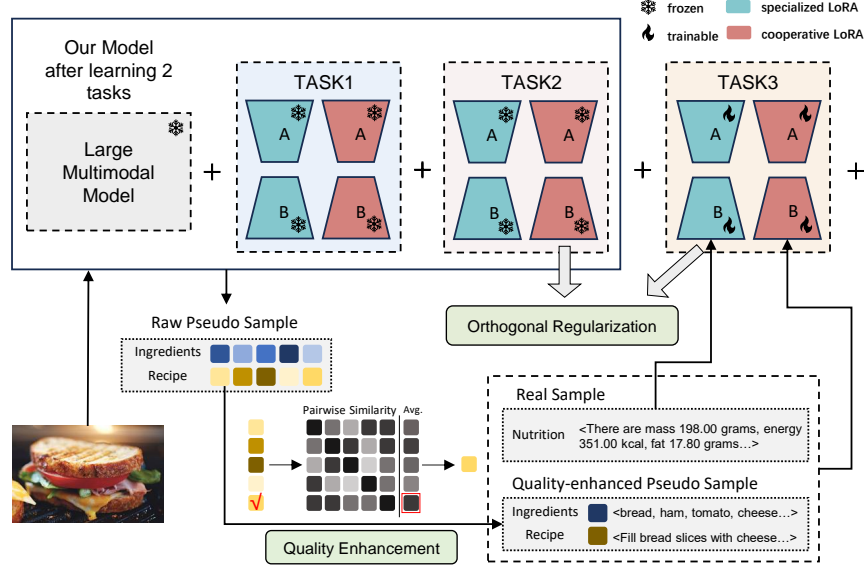 frozen
specialized LoRA
trainable
cooperative LoRA
Our Model
after learning 2
tasks
Large
Multimodal
Model
+
TASK1
A
A
B
B
+
TASK2
A
A
B
B
+
TASK3
A
A
B
B
+
Orthogonal Regularization
Raw Pseudo Sample
Ingredients
Recipe
Pairwise Similarity
Avg.
√
Quality Enhancement
Real Sample
Nutrition
<There are mass 198.00 grams, energy
351.00 kcal, fat 17.80 grams…>
Quality-enhanced Pseudo Sample
Ingredients
<bread, ham, tomato, cheese…>
Recipe
<Fill bread slices with cheese…>